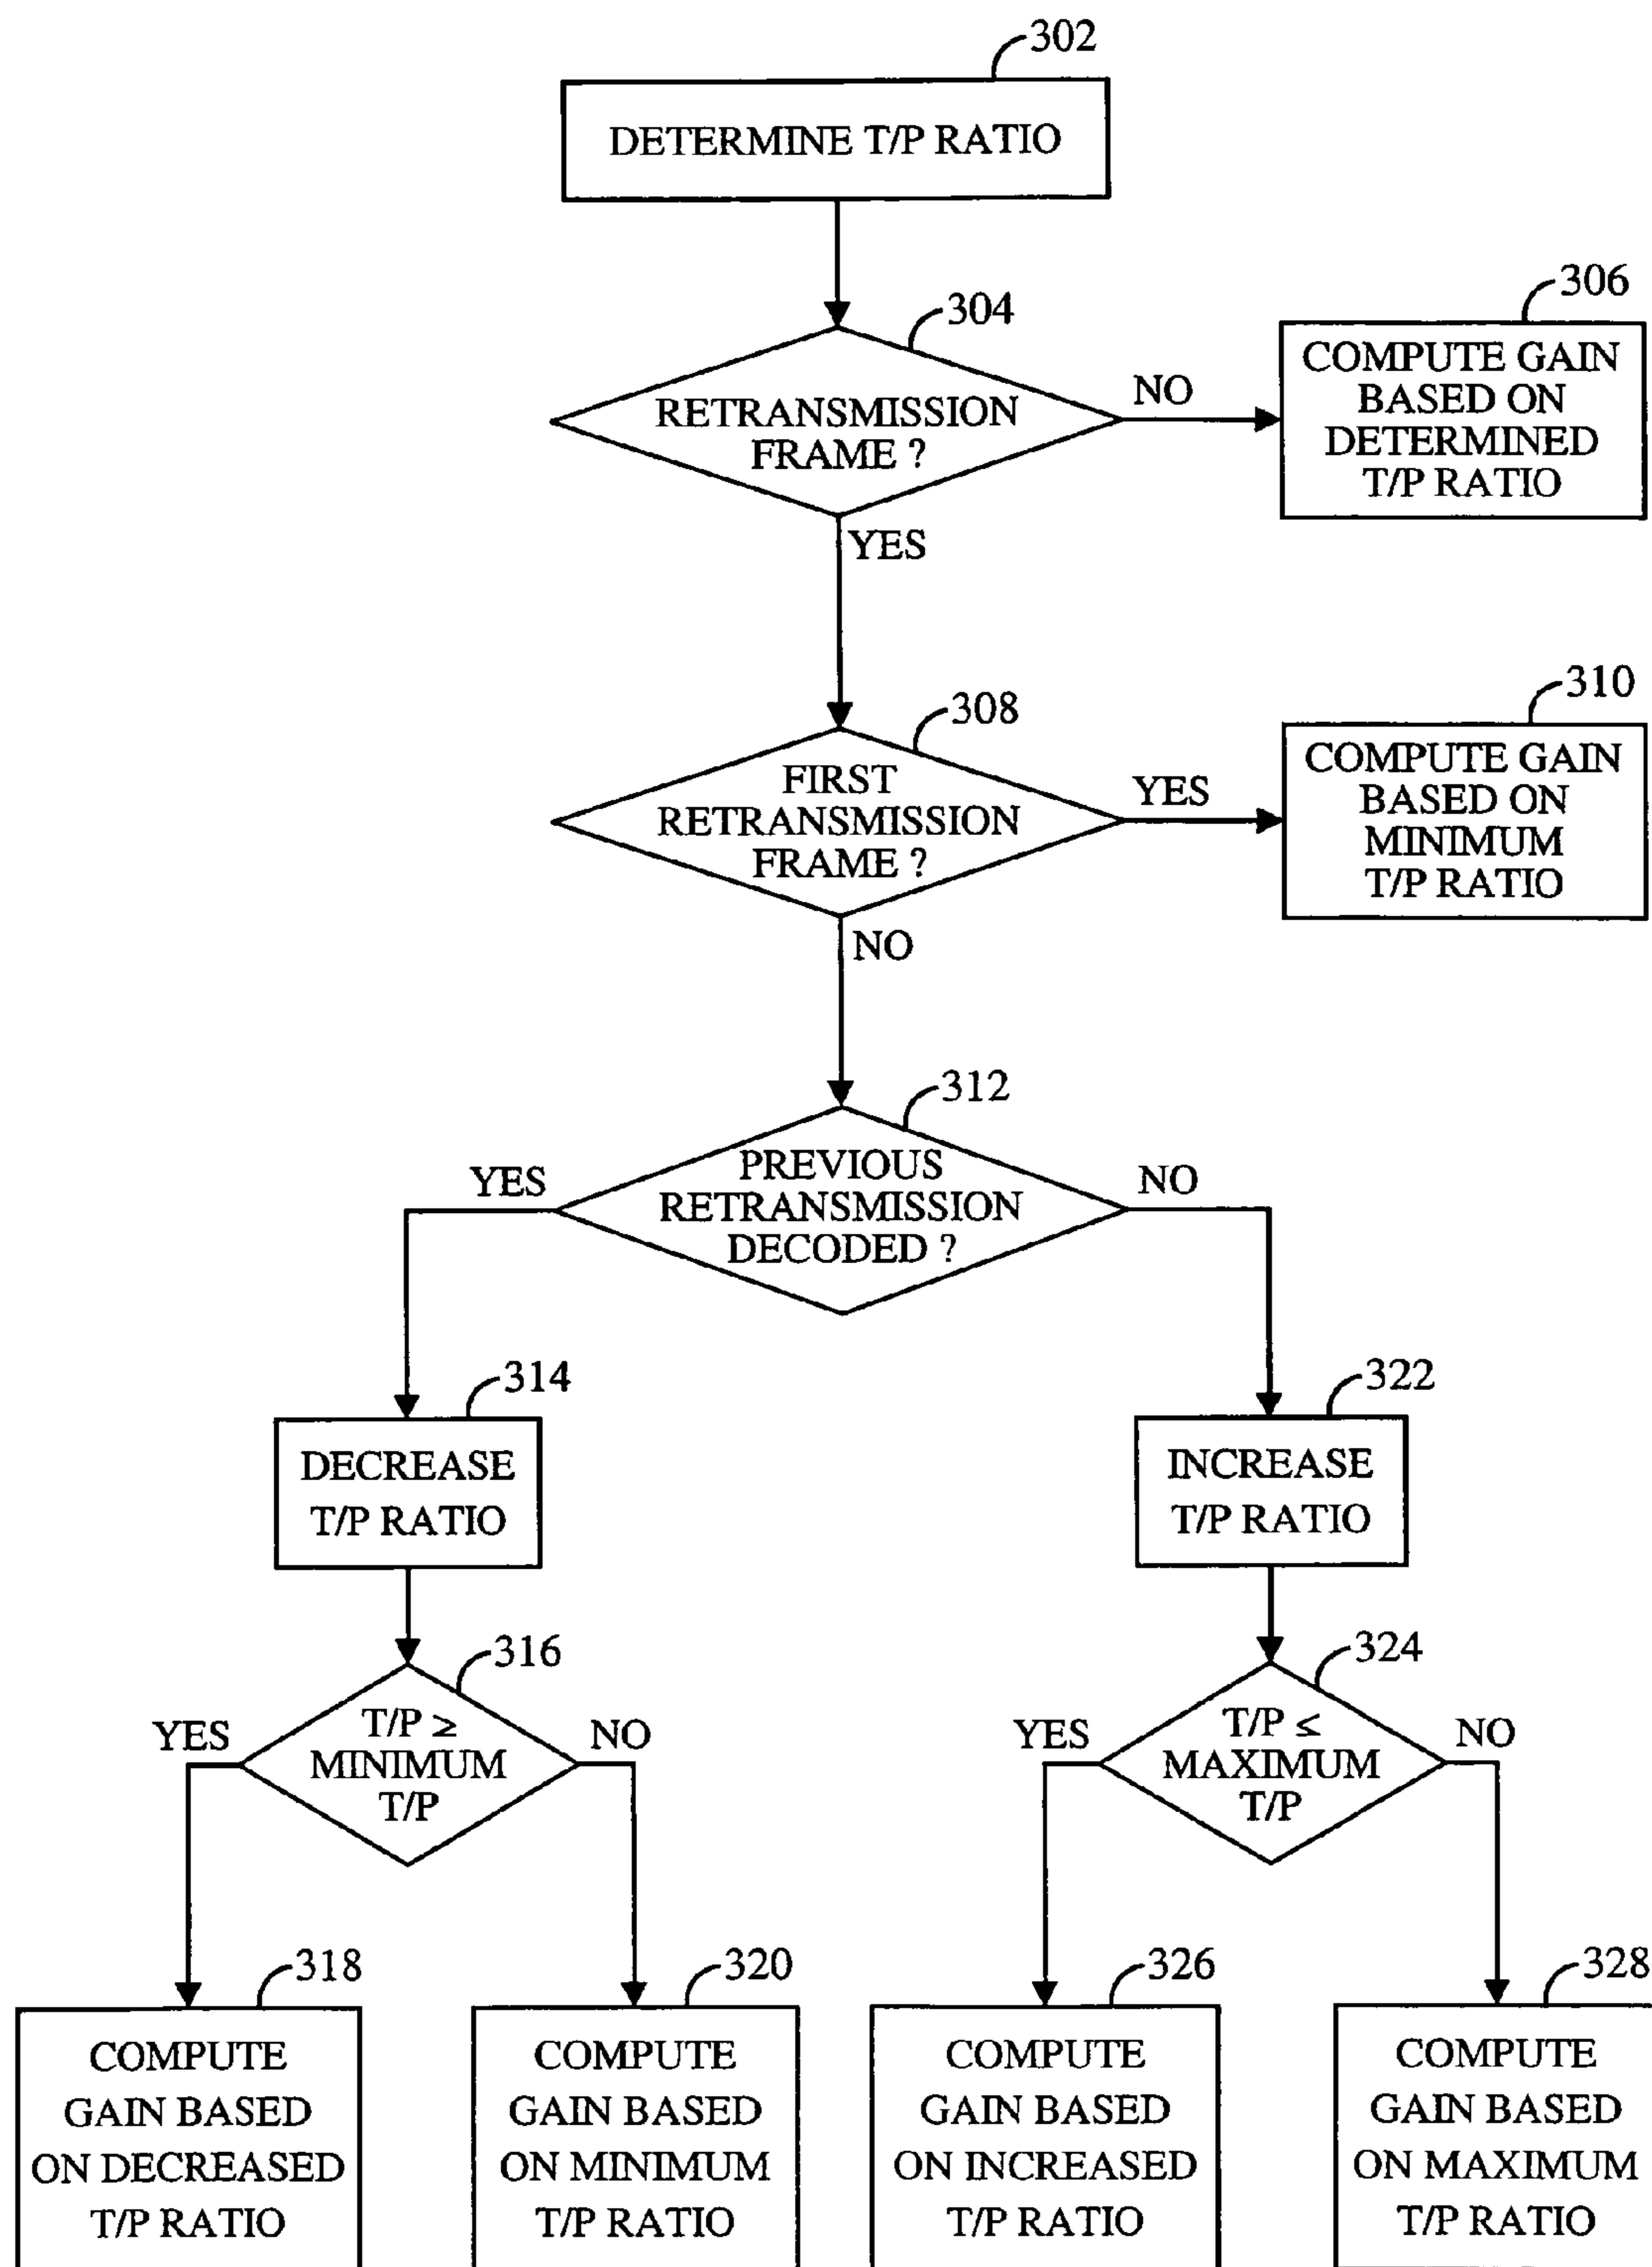 302
DETERMINE T/P RATIO
304
RETRANSMISSION
FRAME ?
NO
306
COMPUTE GAIN
BASED ON
DETERMINED
T/P RATIO
YES
308
FIRST
RETRANSMISSION
FRAME ?
YES
310
COMPUTE GAIN
BASED ON
MINIMUM
T/P RATIO
NO
312
PREVIOUS
RETRANSMISSION
DECODED ?
YES
NO
314
DECREASE
T/P RATIO
322
INCREASE
T/P RATIO
316
T/P ≥
MINIMUM
T/P
YES
NO
324
T/P ≤
MAXIMUM
T/P
YES
NO
318
COMPUTE
GAIN BASED
ON DECREASED
T/P RATIO
320
COMPUTE
GAIN BASED
ON MINIMUM
T/P RATIO
326
COMPUTE
GAIN BASED
ON INCREASED
T/P RATIO
328
COMPUTE
GAIN BASED
ON MAXIMUM
T/P RATIO